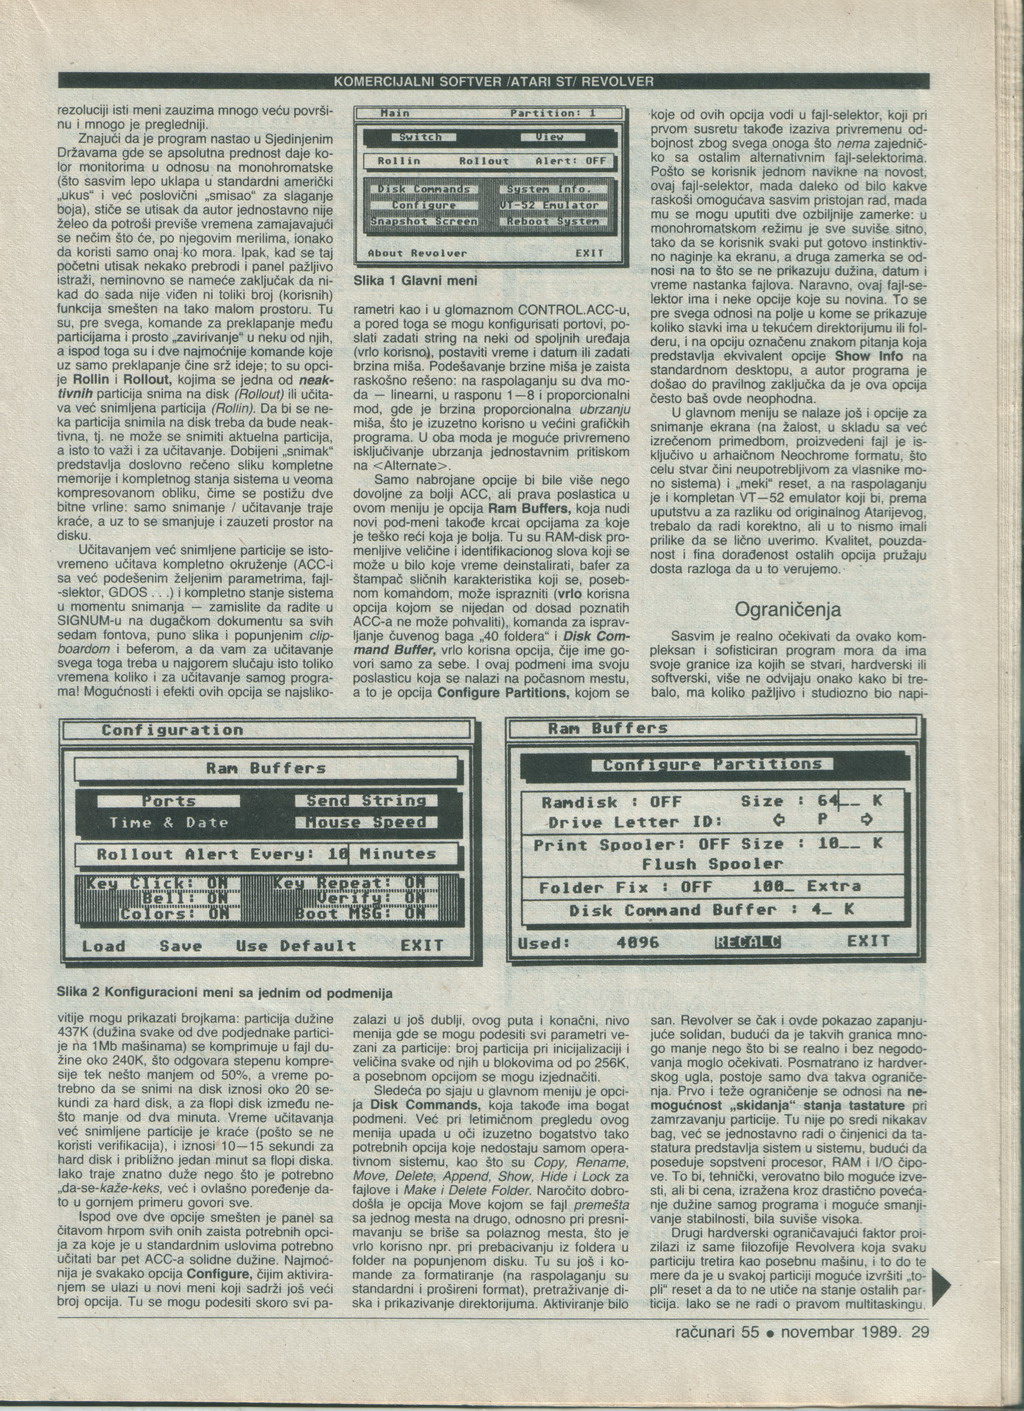 KOMERCIJALNI SOFTVER /ATARI ST/ REVOLVER
rezoluciji isti meni zauzima mnogo veću površi-
nu i mnogo je pregledniji.
Znajući da je program nastao u Sjedinjenim
Državama gde se apsolutna prednost daje ko-
lor monitorima u odnosu na monohromatske
(što sasvim lepo uklapa u standardni američki
„ukus“ i već poslovični „smisao“ za slaganje
boja), stiče se utisak da autor jednostavno nije
želeo da potroši previše vremena zamajavajući
se nečim što će, po njegovim merilima, ionako
da koristi samo onaj ko mora. Ipak, kad se taj
početni utisak nekako prebrodi i panel pažljivo
istraži, neminovno se nameće zaključak da ni-
kad do sada nije viđen ni toliki broj (korisnih)
funkcija smešten na tako malom prostoru. Tu
su, pre svega, komande za preklapanje među
particijama i prosto „zavirivanje“ u neku od njih,
a ispod toga su i dve najmoćnije komande koje
uz samo preklapanje čine srž ideje; to su opci-
je Rollin i Rollout, kojima se jedna od neak-
tivnih particija snima na disk (Rollout) ili učita-
va već snimljena particija (Rollin). Da bi se ne-
ka particija snimila na disk treba da bude neak-
tivna, tj. ne može se snimiti aktuelna particija,
a isto to važi i za učitavanje. Dobijeni „snimak“
predstavlja doslovno rečeno sliku kompletne
memorije i kompletnog stanja sistema u veoma
kompresovanom obliku, čime se postižu dve
bitne vrline: samo snimanje / učitavanje traje
kraće, a uz to se smanjuje i zauzeti prostor na
disku.
Učitavanjem već snimljene particije se isto-
vremeno učitava kompletno okruženje (ACC-i
sa već podešenim željenim parametrima, fajl-
-slektor, GDOS . . .) i kompletno stanje sistema
u momentu snimanja — zamislite da radite u
SIGNUM-u na dugačkom dokumentu sa svih
sedam fontova, puno slika i popunjenim clip-
boardom i beferom, a da vam za učitavanje
svega toga treba u najgorem slučaju isto toliko
vremena koliko i za učitavanje samog progra-
ma! Mogućnosti i efekti ovih opcija se najsliko-
Main Partition: 1
Switch View
Rollin Rollout Alert: OFF
Disk Commands System Info.
Configure VT-52 Emulator
Snapshot Screen Reboot System
About Revolver EXIT
Slika 1 Glavni meni
rametri kao i u glomaznom CONTROL.ACC-u,
a pored toga se mogu konfigurisati portovi, po-
slati zadati string na neki od spoljnih uređaja
(vrlo korisno), postaviti vreme i datum ili zadati
brzina miša. Podešavanje brzine miša je zaista
raskošno rešeno: na raspolaganju su dva mo-
da — linearni, u rasponu 1—8 i proporcionalni
mod, gde je brzina proporcionalna ubrzanju
miša, što je izuzetno korisno u većini grafičkih
programa. U oba moda je moguće privremeno
isključivanje ubrzanja jednostavnim pritiskom
na <Alternate>.
Samo nabrojane opcije bi bile više nego
dovoljne za bolji ACC, ali prava poslastica u
ovom meniju je opcija Ram Buffers, koja nudi
novi pod-meni takođe krcat opcijama za koje
je teško reći koja je bolja. Tu su RAM-disk pro-
menljive veličine i identifikacionog slova koji se
može u bilo koje vreme deinstalirati, bafer za
štampač sličnih karakteristika koji se, poseb-
nom komandom, može isprazniti (vrlo korisna
opcija kojom se nijedan od dosad poznatih
ACC-a ne može pohvaliti), komanda za isprav-
ljanje čuvenog baga „40 foldera“ i Disk Com-
mand Buffer, vrlo korisna opcija, čije ime go-
vori samo za sebe. I ovaj podmeni ima svoju
poslasticu koja se nalazi na počasnom mestu,
a to je opcija Configure Partitions, kojom se
koje od ovih opcija vodi u fajl-selektor, koji pri
prvom susretu takođe izaziva privremenu od-
bojnost zbog svega onoga što nema zajednič-
ko sa ostalim alternativnim fajl-selektorima.
Pošto se korisnik jednom navikne na novost,
ovaj fajl-selektor, mada daleko od bilo kakve
raskoši omogućava sasvim pristojan rad, mada
mu se mogu uputiti dve ozbiljnije zamerke: u
monohromatskom režimu je sve suviše sitno,
tako da se korisnik svaki put gotovo instinktiv-
no naginje ka ekranu, a druga zamerka se od-
nosi na to što se ne prikazuju dužina, datum i
vreme nastanka fajlova. Naravno, ovaj fajl-se-
lektor ima i neke opcije koje su novina. To se
pre svega odnosi na polje u kome se prikazuje
koliko slavki ima u tekućem direktorijumu ili fol-
deru, i na opciju označenu znakom pitanja koja
predstavlja ekvivalent opcije Show Info na
standardnom desktopu, a autor programa je
došao do pravilnog zaključka da je ova opcija
često baš ovde neophodna.
U glavnom meniju se nalaze još i opcije za
snimanje ekrana (na žalost, u skladu sa već
izrečenom primedbom, proizvedeni fajl je is-
ključivo u arhaičnom Neochrome formatu, što
celu stvar čini neupotrebljivom za vlasnike mo-
no sistema) i „meki“ reset, a na raspolaganju
je i kompletan VT—52 emulator koji bi, prema
uputstvu a za razliku od originalnog Atarijevog,
trebalo da radi korektno, ali u to nismo imali
prilike da se lično uverimo. Kvalitet, pouzda-
nost i fina dorađenost ostalih opcija pružaju
dosta razloga da u to verujemo.
Ograničenja
Sasvim je realno očekivati da ovako kom-
pleksan i sofisticiran program mora da ima
svoje granice iza kojih se stvari, hardverski ili
softverski, više ne odvijaju onako kako bi tre-
balo, ma koliko pažljivo i studiozno bio napi-
Configuration
Ram Buffers
Ports Send String
Time & Date Mouse Speed
Rollout Alert Every: 10 Minutes
Key Click: ON Key Repeat: ON
Bell: ON Verify: ON
Colors: ON Boot MSG: ON
Load Save Use Default EXIT
Ram Buffers
Configure Partitions
Ramdisk : OFF Size : 64__ K
Drive Letter ID: P
Print Spooler: OFF Size : 10__ K
Flush Spooler
Folder Fix : OFF 100_ Extra
Disk Command Buffer : 4_ K
Used: 4096 RECALC EXIT
Slika 2 Konfiguracioni meni sa jednim od podmenija
vitije mogu prikazati brojkama: particija dužine
437K (dužina svake od dve podjednake partici-
je na 1Mb mašinama) se komprimuje u fajl du-
žine oko 240K, što odgovara stepenu kompre-
sije tek nešto manjem od 50%, a vreme po-
trebno da se snimi na disk iznosi oko 20 se-
kundi za hard disk, a za flopi disk između ne-
što manje od dva minuta. Vreme učitavanja
već snimljene particije je kraće (pošto se ne
koristi verifikacija), i iznosi 10—15 sekundi za
hard disk i približno jedan minut sa flopi diska.
Iako traje znatno duže nego što je potrebno
„da-se-kaže-keks, već i ovlašno poređenje da-
to u gornjem primeru govori sve.
Ispod ove dve opcije smešten je panel sa
čitavom hrpom svih onih zaista potrebnih opci-
ja za koje je u standardnim uslovima potrebno
učitati bar pet ACC-a solidne dužine. Najmoć-
nija je svakako opcija Configure, čijim aktivira-
njem se ulazi u novi meni koji sadrži još veći
broj opcija. Tu se mogu podesiti skoro svi pa-
zalazi u još dublji, ovog puta i konačni, nivo
menija gde se mogu podesiti svi parametri ve-
zani za particije: broj particija pri inicijalizaciji i
veličina svake od njih u blokovima od po 256K,
a posebnom opcijom se mogu izjednačiti.
Sledeća po sjaju u glavnom meniju je opci-
ja Disk Commands, koja takođe ima bogat
podmeni. Već pri letimičnom pregledu ovog
menija upada u oči izuzetno bogatstvo tako
potrebnih opcija koje nedostaju samom opera-
tivnom sistemu, kao što su Copy, Rename,
Move, Delete, Append, Show, Hide i Lock za
fajlove i Make i Delete Folder. Naročito dobro-
došla je opcija Move kojom se fajl premešta
sa jednog mesta na drugo, odnosno pri presni-
mavanju se briše sa polaznog mesta, što je
vrlo korisno npr. pri prebacivanju iz foldera u
folder na popunjenom disku. Tu su još i ko-
mande za formatiranje (na raspolaganju su
standardni i prošireni format), pretraživanje di-
ska i prikazivanje direktorijuma. Aktiviranje bilo
san. Revolver se čak i ovde pokazao zapanju-
juće solidan, budući da je takvih granica mno-
go manje nego što bi se realno i bez negodo-
vanja moglo očekivati. Posmatrano iz hardver-
skog ugla, postoje samo dva takva ograniče-
nja. Prvo i teže ograničenje se odnosi na ne-
mogućnost „skidanja“ stanja tastature pri
zamrzavanju particije. Tu nije po sredi nikakav
bag, već se jednostavno radi o činjenici da ta-
statura predstavlja sistem u sistemu, budući da
poseduje sopstveni procesor, RAM i I/O čipo-
ve. To bi, tehnički, verovatno bilo moguće izve-
sti, ali bi cena, izražena kroz drastično poveća-
nje dužine samog programa i moguće smanji-
vanje stabilnosti, bila suviše visoka.
Drugi hardverski ograničavajući faktor proi-
zilazi iz same filozofije Revolvera koja svaku
particiju tretira kao posebnu mašinu, i to do te
mere da je u svakoj particiji moguće izvršiti „to-
pli“ reset a da to ne utiče na stanje ostalih par-
ticija. Iako se ne radi o pravom multitaskingu,
računari 55 • novembar 1989. 29